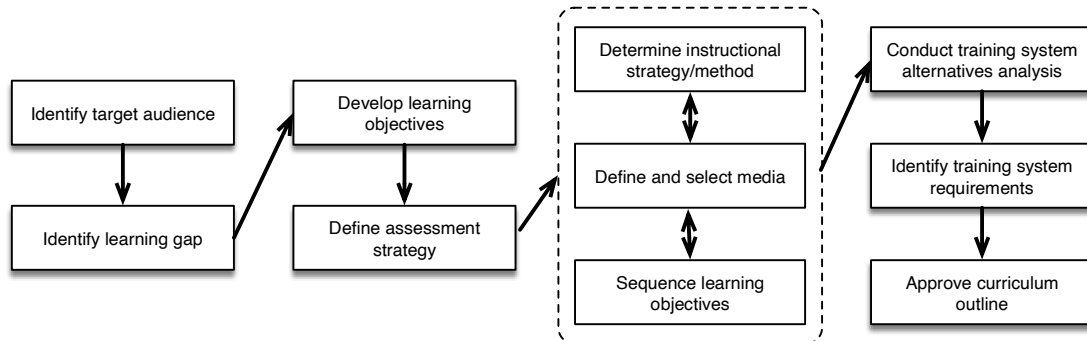 Identify target audience
Identify learning gap
Develop learning
objectives
Define assessment
strategy
Determine instructional
strategy/method
Define and select media
Sequence learning
objectives
Conduct training system
alternatives analysis
Identify training system
requirements
Approve curriculum
outline